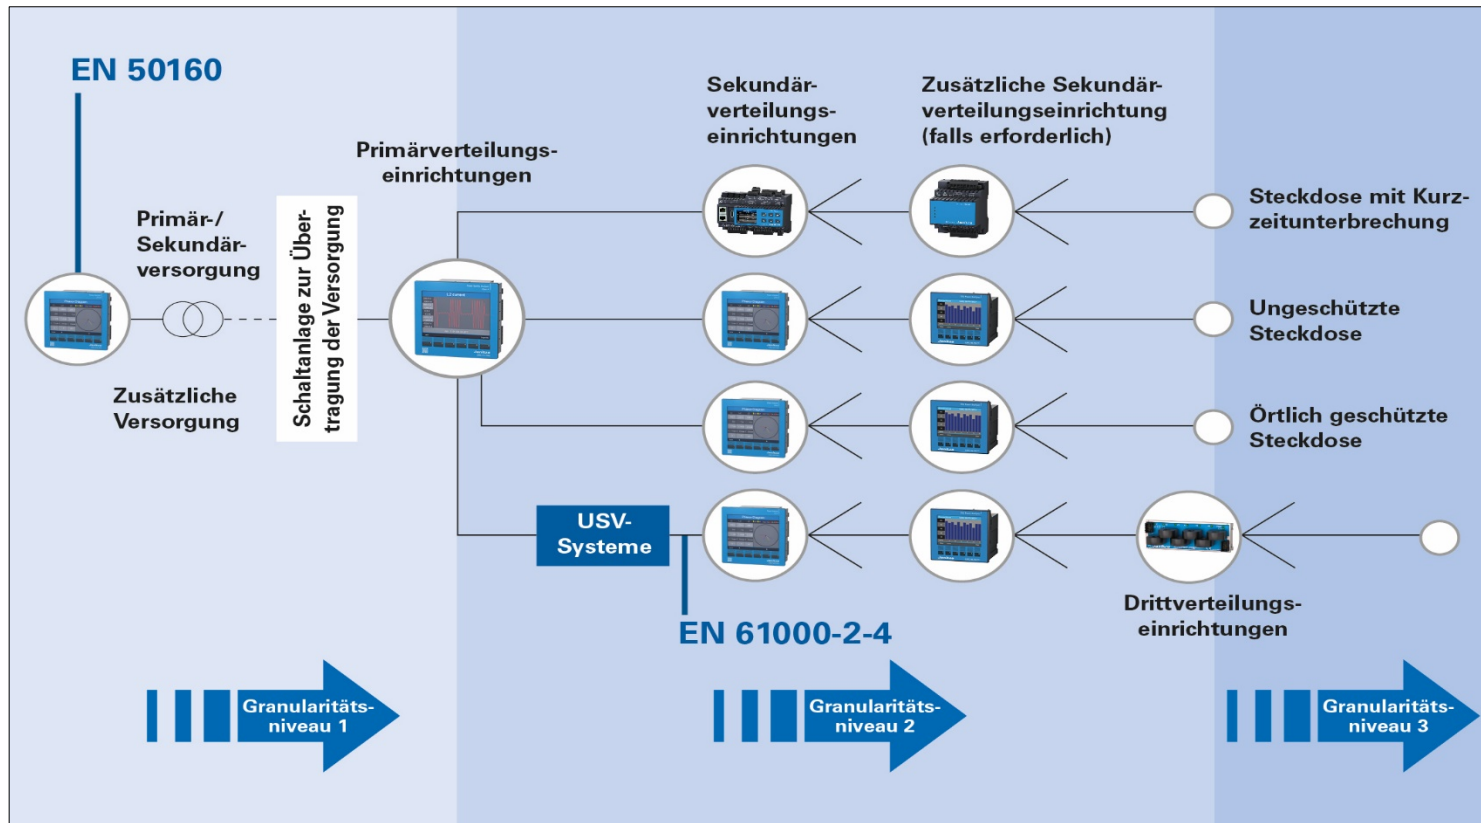 EN 50160
Sekundär-
verteilungs-
einrichtungen
Zusätzliche Sekundär-
verteilungseinrichtung
(falls erforderlich)
Primärverteilungs-
einrichtungen
Primär-/
Sekundär-
versorgung
Schaltanlage zur Über-
tragung der Versorgung
Zusätzliche
Versorgung
Steckdose mit Kurz-
zeitunterbrechung
Ungeschützte
Steckdose
Örtlich geschützte
Steckdose
USV-
Systeme
EN 61000-2-4
Drittverteilungs-
einrichtungen
Granularitäts-
niveau 1
Granularitäts-
niveau 2
Granularitäts-
niveau 3